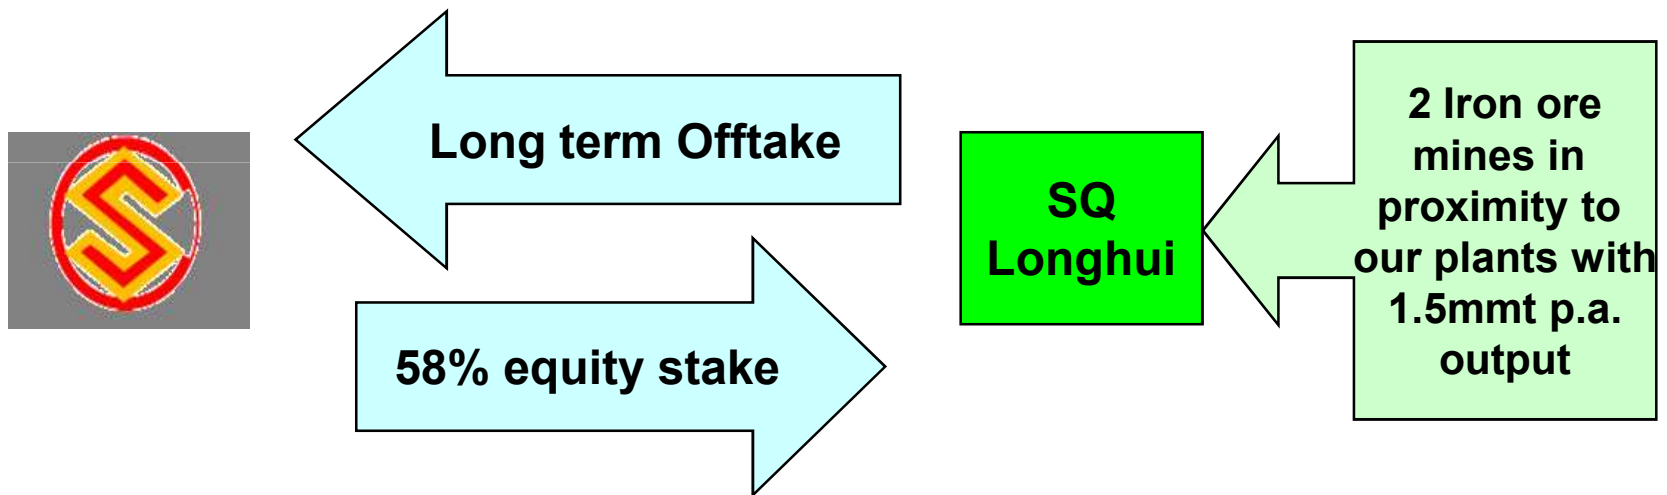 Long term Offtake
58% equity stake
SQ
Longhui
2 Iron ore
mines in
proximity to
our plants with
1.5mmt p.a.
output